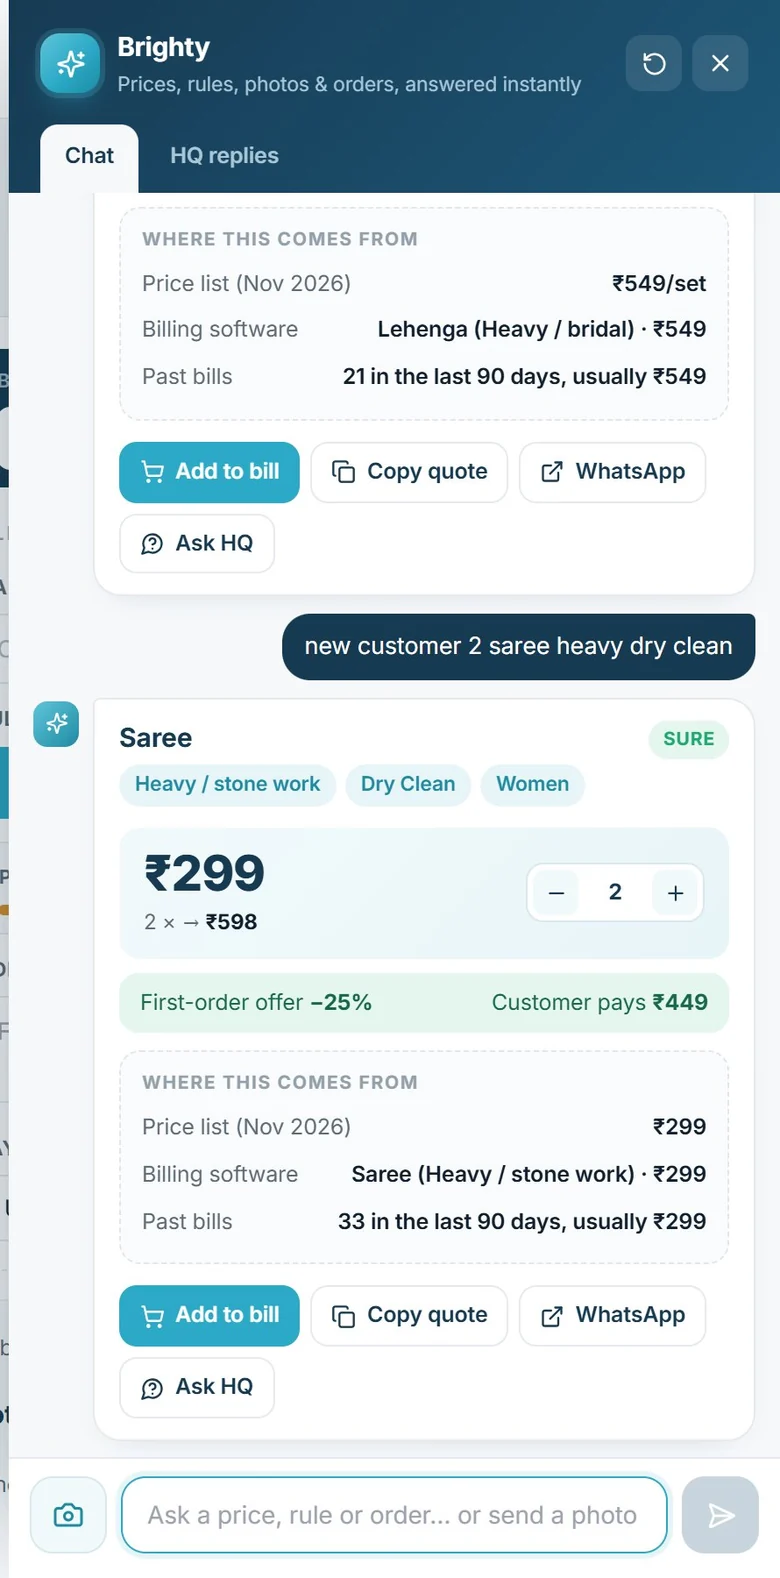 Brighty
Prices, rules, photos & orders, answered instantly
Chat
HQ replies
WHERE THIS COMES FROM
Price list (Nov 2026) ₹549/set
Billing software Lehenga (Heavy / bridal) · ₹549
Past bills 21 in the last 90 days, usually ₹549
Add to bill
Copy quote
WhatsApp
Ask HQ
new customer 2 saree heavy dry clean
Saree
SURE
Heavy / stone work
Dry Clean
Women
₹299
2 × → ₹598
− 2 +
First-order offer −25% Customer pays ₹449
WHERE THIS COMES FROM
Price list (Nov 2026) ₹299
Billing software Saree (Heavy / stone work) · ₹299
Past bills 33 in the last 90 days, usually ₹299
Add to bill
Copy quote
WhatsApp
Ask HQ
Ask a price, rule or order... or send a photo